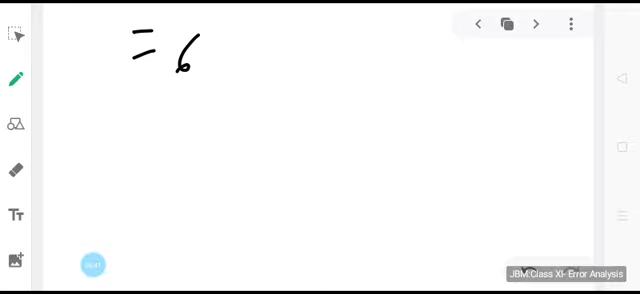 = 6
JBM:Class XI- Error Analysis